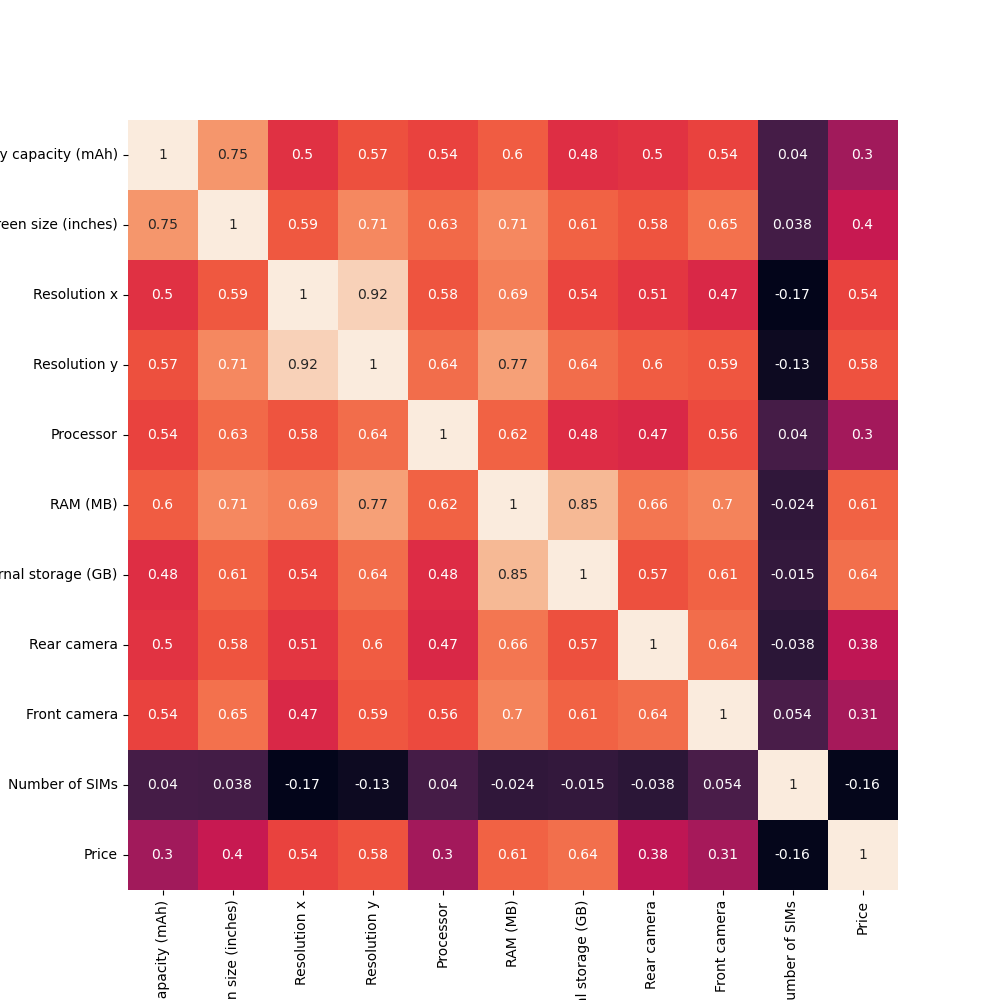 y capacity (mAh) 1 0.75 0.5 0.57 0.54 0.6 0.48 0.5 0.54 0.04 0.3
reen size (inches) 0.75 1 0.59 0.71 0.63 0.71 0.61 0.58 0.65 0.038 0.4
Resolution x 0.5 0.59 1 0.92 0.58 0.69 0.54 0.51 0.47 -0.17 0.54
Resolution y 0.57 0.71 0.92 1 0.64 0.77 0.64 0.6 0.59 -0.13 0.58
Processor 0.54 0.63 0.58 0.64 1 0.62 0.48 0.47 0.56 0.04 0.3
RAM (MB) 0.6 0.71 0.69 0.77 0.62 1 0.85 0.66 0.7 -0.024 0.61
rnal storage (GB) 0.48 0.61 0.54 0.64 0.48 0.85 1 0.57 0.61 -0.015 0.64
Rear camera 0.5 0.58 0.51 0.6 0.47 0.66 0.57 1 0.64 -0.038 0.38
Front camera 0.54 0.65 0.47 0.59 0.56 0.7 0.61 0.64 1 0.054 0.31
Number of SIMs 0.04 0.038 -0.17 -0.13 0.04 -0.024 -0.015 -0.038 0.054 1 -0.16
Price 0.3 0.4 0.54 0.58 0.3 0.61 0.64 0.38 0.31 -0.16 1
apacity (mAh)
n size (inches)
Resolution x
Resolution y
Processor
RAM (MB)
l storage (GB)
Rear camera
Front camera
umber of SIMs
Price